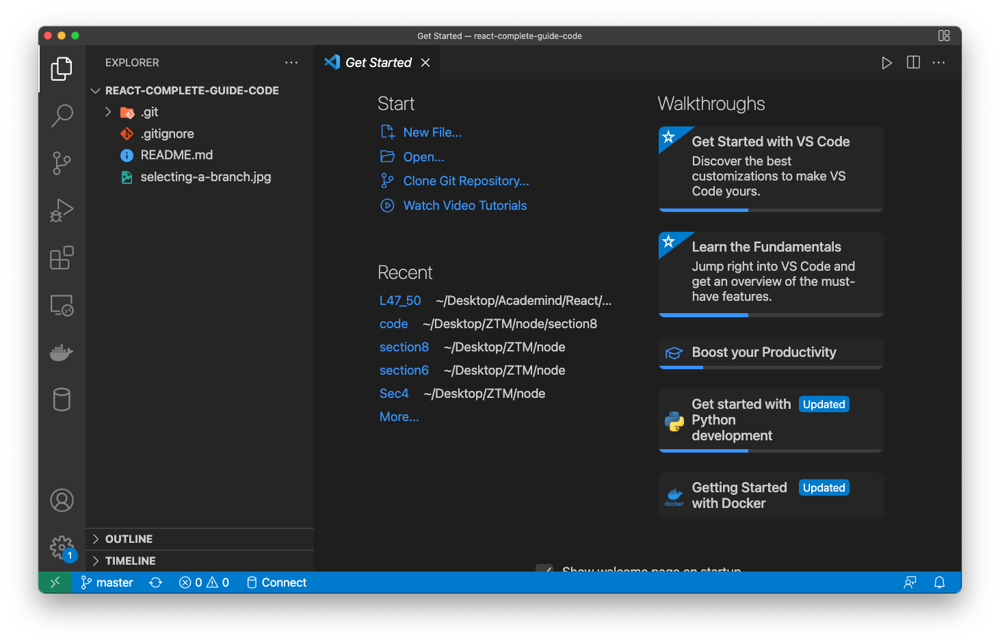 Get Started — react-complete-guide-code
EXPLORER
Get Started
REACT-COMPLETE-GUIDE-CODE
.git
.gitignore
README.md
selecting-a-branch.jpg
OUTLINE
TIMELINE
Start
New File...
Open...
Clone Git Repository...
Watch Video Tutorials
Recent
L47_50 ~/Desktop/Academind/React/...
code ~/Desktop/ZTM/node/section8
section8 ~/Desktop/ZTM/node
section6 ~/Desktop/ZTM/node
Sec4 ~/Desktop/ZTM/node
More...
Walkthroughs
Get Started with VS Code
Discover the best
customizations to make VS
Code yours.
Learn the Fundamentals
Jump right into VS Code and
get an overview of the must-
have features.
Boost your Productivity
Get started with Updated
Python
development
docker
Getting Started Updated
with Docker
Show welcome page on startup
1
master 0 0 Connect